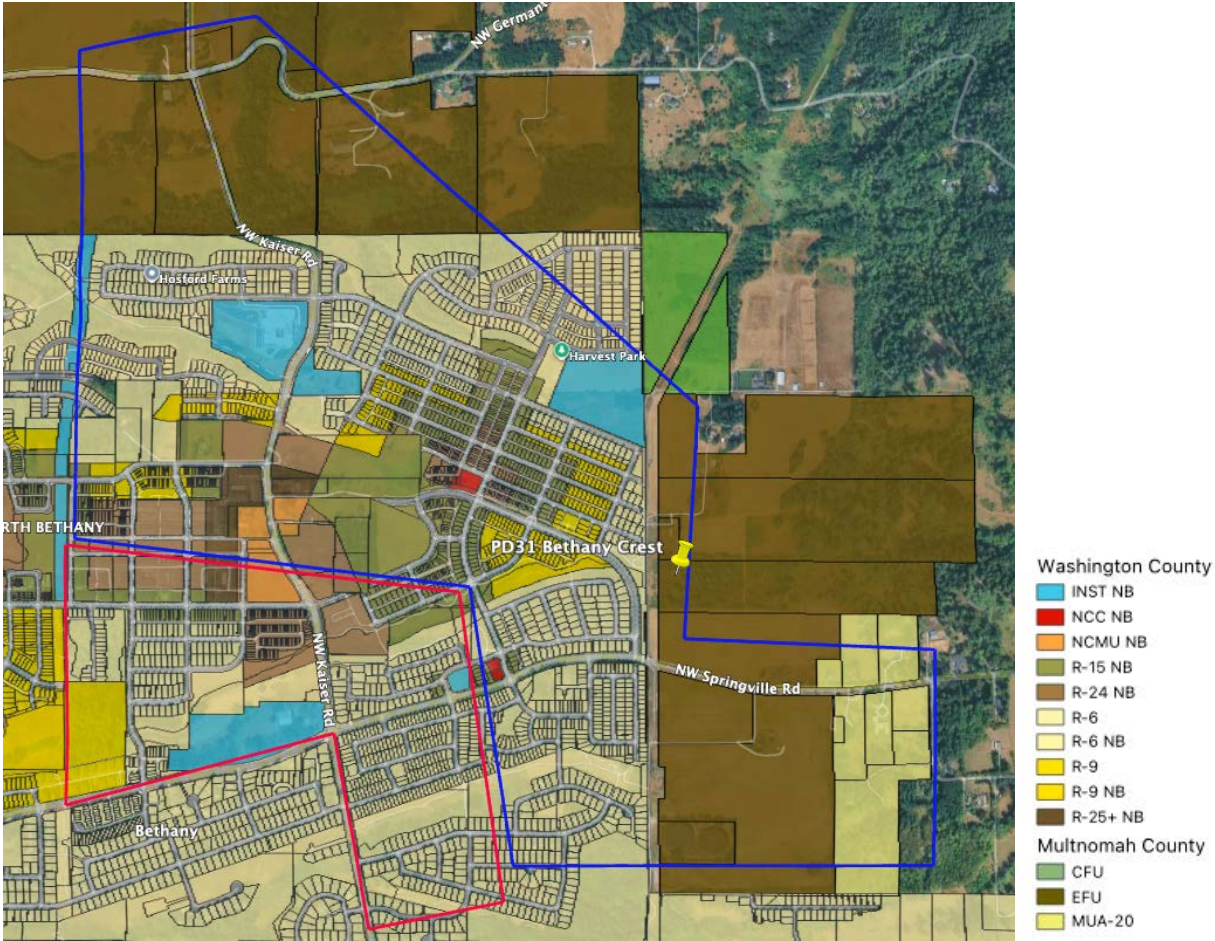 NW Germant
NW Kaiser Rd
Hosford Farms
Harvest Park
RTH BETHANY
PD31 Bethany Crest
NW Kaiser Rd
NW Springville Rd
Bethany
Washington County
INST NB
NCC NB
NCMU NB
R-15 NB
R-24 NB
R-6
R-6 NB
R-9
R-9 NB
R-25+ NB
Multnomah County
CFU
EFU
MUA-20